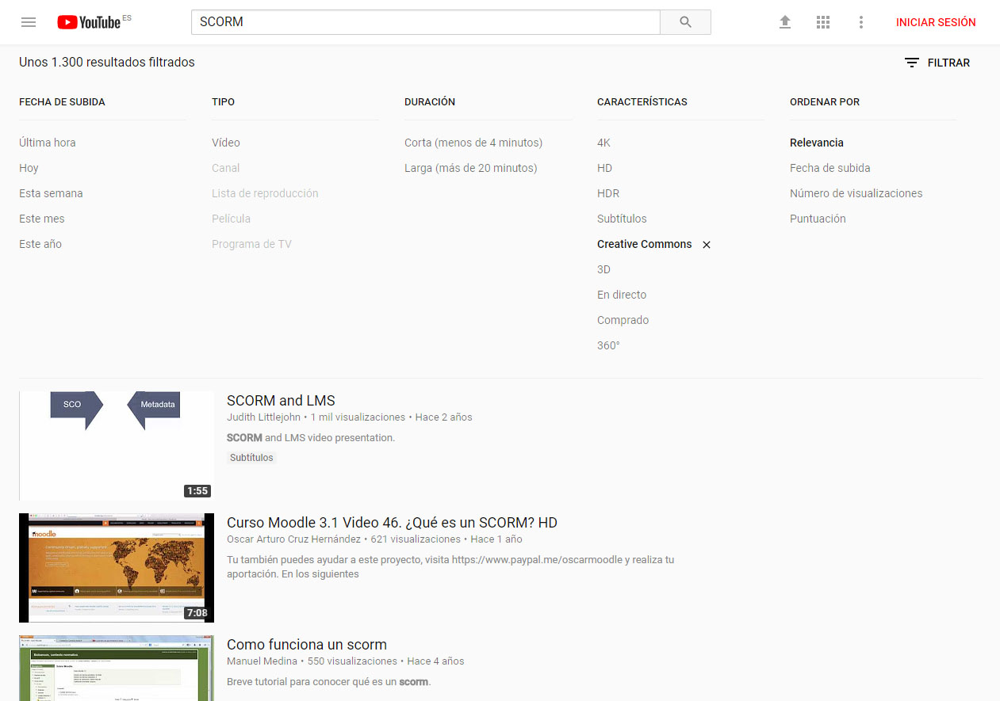 YouTube ES
SCORM
INICIAR SESIÓN
Unos 1.300 resultados filtrados
FILTRAR
FECHA DE SUBIDA
Última hora
Hoy
Esta semana
Este mes
Este año
TIPO
Vídeo
Canal
Lista de reproducción
Película
Programa de TV
DURACIÓN
Corta (menos de 4 minutos)
Larga (más de 20 minutos)
CARACTERÍSTICAS
4K
HD
HDR
Subtítulos
Creative Commons
3D
En directo
Comprado
360°
ORDENAR POR
Relevancia
Fecha de subida
Número de visualizaciones
Puntuación
SCO
Metadata
1:55
SCORM and LMS
Judith Littlejohn • 1 mil visualizaciones • Hace 2 años
SCORM and LMS video presentation.
Subtítulos
moodle
7:08
Curso Moodle 3.1 Video 46. ¿Qué es un SCORM? HD
Oscar Arturo Cruz Hernández • 621 visualizaciones • Hace 1 año
Tu también puedes ayudar a este proyecto, visita https://www.paypal.me/oscarmoodle y realiza tu
aportación. En los siguientes
Como funciona un scorm
Manuel Medina • 550 visualizaciones • Hace 4 años
Breve tutorial para conocer qué es un scorm.